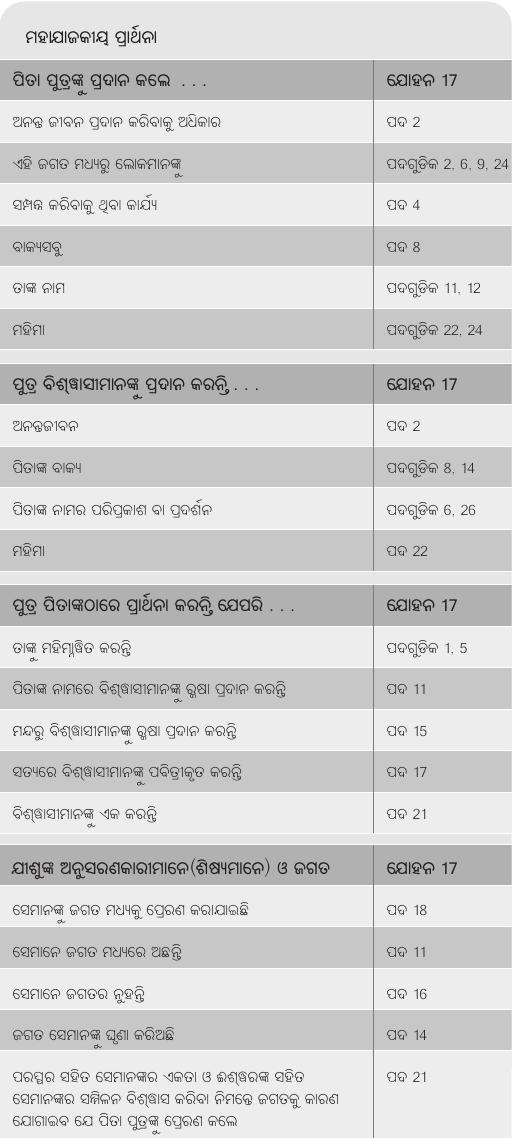 ମହାଯାଜକୀୟ ପ୍ରାର୍ଥନା
ପିତା ପୁତ୍ରଙ୍କୁ ପ୍ରଦାନ କଲେ . . . ଯୋହନ 17
ଅନନ୍ତ ଜୀବନ ପ୍ରଦାନ କରିବାକୁ ଅଧିକାର ପଦ 2
ଏହି ଜଗତ ମଧ୍ୟରୁ ଲୋକମାନଙ୍କୁ ପଦଗୁଡିକ 2, 6, 9, 24
ସମ୍ପନ୍ନ କରିବାକୁ ଥିବା କାର୍ଯ୍ୟ ପଦ 4
ବାକ୍ୟସବୁ ପଦ 8
ତାଙ୍କ ନାମ ପଦଗୁଡିକ 11, 12
ମହିମା ପଦଗୁଡିକ 22, 24
ପୁତ୍ର ବିଶ୍ୱାସୀମାନଙ୍କୁ ପ୍ରଦାନ କରନ୍ତି . . . ଯୋହନ 17
ଅନନ୍ତଜୀବନ ପଦ 2
ପିତାଙ୍କ ବାକ୍ୟ ପଦଗୁଡିକ 8, 14
ପିତାଙ୍କ ନାମର ପରିପ୍ରକାଶ ବା ପ୍ରଦର୍ଶନ ପଦଗୁଡିକ 6, 26
ମହିମା ପଦ 22
ପୁତ୍ର ପିତାଙ୍କଠାରେ ପ୍ରାର୍ଥନା କରନ୍ତି ଯେପରି . . . ଯୋହନ 17
ତାଙ୍କୁ ମହିମାନ୍ୱିତ କରନ୍ତି ପଦଗୁଡିକ 1, 5
ପିତାଙ୍କ ନାମରେ ବିଶ୍ୱାସୀମାନଙ୍କୁ ସୁରକ୍ଷା ପ୍ରଦାନ କରନ୍ତି ପଦ 11
ମନ୍ଦରୁ ବିଶ୍ୱାସୀମାନଙ୍କୁ ସୁରକ୍ଷା ପ୍ରଦାନ କରନ୍ତି ପଦ 15
ସତ୍ୟରେ ବିଶ୍ୱାସୀମାନଙ୍କୁ ପବିତ୍ରୀକୃତ କରନ୍ତି ପଦ 17
ବିଶ୍ୱାସୀମାନଙ୍କୁ ଏକ କରନ୍ତି ପଦ 21
ଯୀଶୁଙ୍କ ଅନୁସରଣକାରୀମାନେ(ଶିଷ୍ୟମାନେ) ଓ ଜଗତ ଯୋହନ 17
ସେମାନଙ୍କୁ ଜଗତ ମଧ୍ୟକୁ ପ୍ରେରଣ କରାଯାଇଛି ପଦ 18
ସେମାନେ ଜଗତ ମଧ୍ୟରେ ଅଛନ୍ତି ପଦ 11
ସେମାନେ ଜଗତର ନୁହନ୍ତି ପଦ 16
ଜଗତ ସେମାନଙ୍କୁ ଘୃଣା କରିଅଛି ପଦ 14
ପରସ୍ପର ସହିତ ସେମାନଙ୍କର ଏକତା ଓ ଈଶ୍ୱରଙ୍କ ସହିତ ପଦ 21
ସେମାନଙ୍କର ସମ୍ମିଳନ ବିଶ୍ୱାସ କରିବା ନିମନ୍ତେ ଜଗତକୁ କାରଣ
ଯୋଗାଇବ ଯେ ପିତା ପୁତ୍ରଙ୍କୁ ପ୍ରେରଣ କଲେ